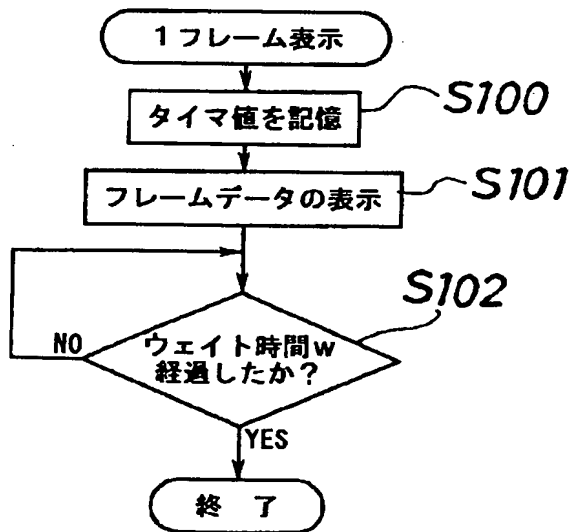 1フレーム表示
タイマ値を記憶
S100
フレームデータの表示
S101
S102
ウェイト時間w
経過したか？
NO
YES
終 了